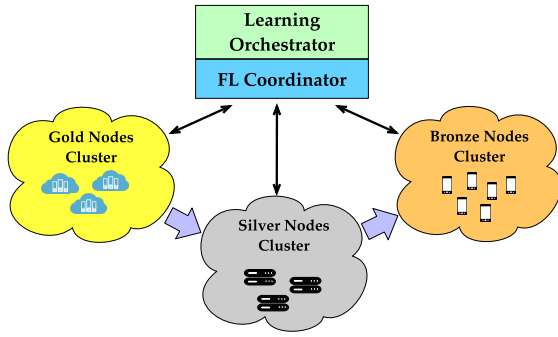 Learning
Orchestrator
FL Coordinator
Gold Nodes
Cluster
Bronze Nodes
Cluster
Silver Nodes
Cluster